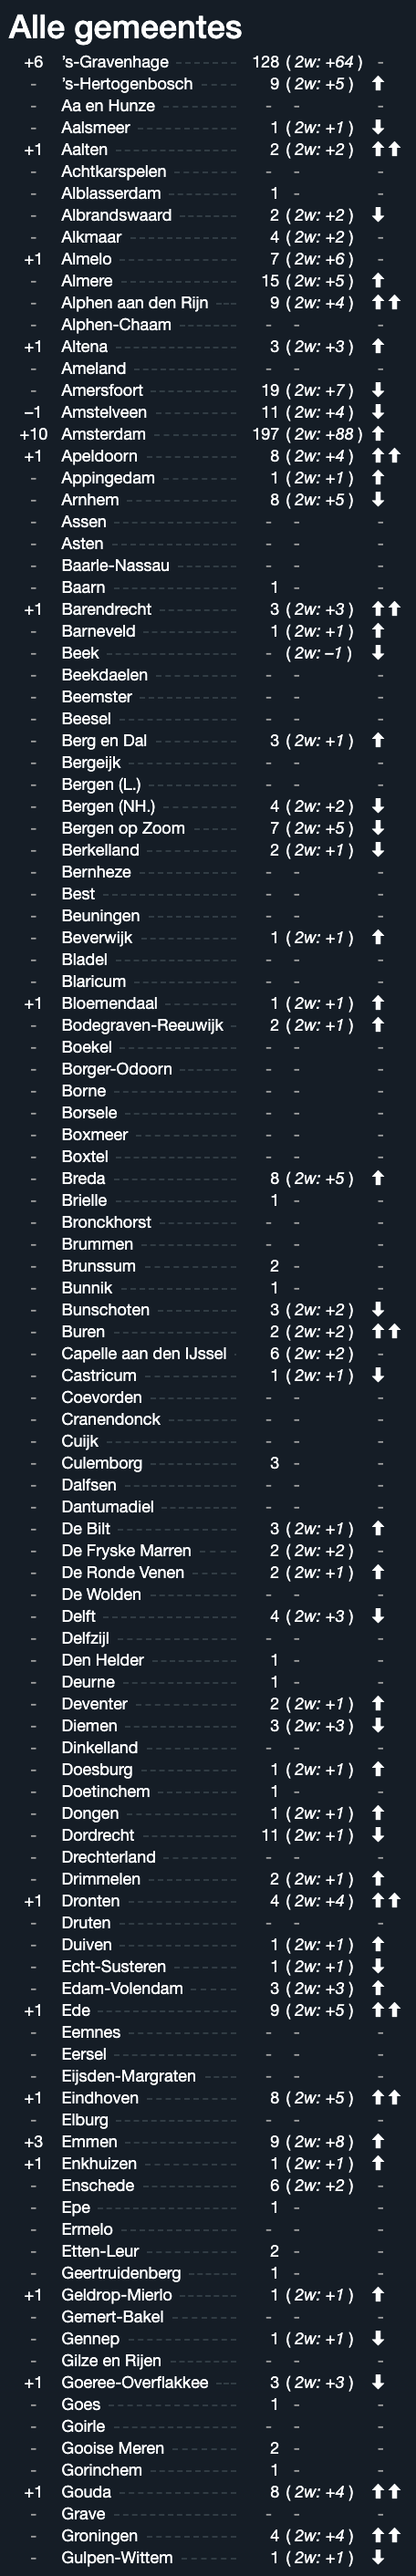 Alle gemeentes
+6 's-Gravenhage 128 (2w: +64) -
- 's-Hertogenbosch 9 (2w: +5) ⬆
- Aa en Hunze - - -
- Aalsmeer 1 (2w: +1) ⬇
+1 Aalten 2 (2w: +2) ⬆⬆
- Achtkarspelen - - -
- Alblasserdam 1 - -
- Albrandswaard 2 (2w: +2) ⬇
- Alkmaar 4 (2w: +2) -
+1 Almelo 7 (2w: +6) -
- Almere 15 (2w: +5) ⬆
- Alphen aan den Rijn 9 (2w: +4) ⬆⬆
- Alphen-Chaam - - -
+1 Altena 3 (2w: +3) ⬆
- Ameland - - -
- Amersfoort 19 (2w: +7) ⬇
–1 Amstelveen 11 (2w: +4) ⬇
+10 Amsterdam 197 (2w: +88) ⬆
+1 Apeldoorn 8 (2w: +4) ⬆⬆
- Appingedam 1 (2w: +1) ⬆
- Arnhem 8 (2w: +5) ⬇
- Assen - - -
- Asten - - -
- Baarle-Nassau - - -
- Baarn 1 - -
+1 Barendrecht 3 (2w: +3) ⬆⬆
- Barneveld 1 (2w: +1) ⬆
- Beek - (2w: –1) ⬇
- Beekdaelen - - -
- Beemster - - -
- Beesel - - -
- Berg en Dal 3 (2w: +1) ⬆
- Bergeijk - - -
- Bergen (L.) - - -
- Bergen (NH.) 4 (2w: +2) ⬇
- Bergen op Zoom 7 (2w: +5) ⬇
- Berkelland 2 (2w: +1) ⬇
- Bernheze - - -
- Best - - -
- Beuningen - - -
- Beverwijk 1 (2w: +1) ⬆
- Bladel - - -
- Blaricum - - -
+1 Bloemendaal 1 (2w: +1) ⬆
- Bodegraven-Reeuwijk 2 (2w: +1) ⬆
- Boekel - - -
- Borger-Odoorn - - -
- Borne - - -
- Borsele - - -
- Boxmeer - - -
- Boxtel - - -
- Breda 8 (2w: +5) ⬆
- Brielle 1 - -
- Bronckhorst - - -
- Brummen - - -
- Brunssum 2 - -
- Bunnik 1 - -
- Bunschoten 3 (2w: +2) ⬇
- Buren 2 (2w: +2) ⬆⬆
- Capelle aan den IJssel 6 (2w: +2) -
- Castricum 1 (2w: +1) ⬇
- Coevorden - - -
- Cranendonck - - -
- Cuijk - - -
- Culemborg 3 - -
- Dalfsen - - -
- Dantumadiel - - -
- De Bilt 3 (2w: +1) ⬆
- De Fryske Marren 2 (2w: +2) -
- De Ronde Venen 2 (2w: +1) ⬆
- De Wolden - - -
- Delft 4 (2w: +3) ⬇
- Delfzijl - - -
- Den Helder 1 - -
- Deurne 1 - -
- Deventer 2 (2w: +1) ⬆
- Diemen 3 (2w: +3) ⬇
- Dinkelland - - -
- Doesburg 1 (2w: +1) ⬆
- Doetinchem 1 - -
- Dongen 1 (2w: +1) ⬆
- Dordrecht 11 (2w: +1) ⬇
- Drechterland - - -
- Drimmelen 2 (2w: +1) ⬆
+1 Dronten 4 (2w: +4) ⬆⬆
- Druten - - -
- Duiven 1 (2w: +1) ⬆
- Echt-Susteren 1 (2w: +1) ⬇
- Edam-Volendam 3 (2w: +3) ⬆
+1 Ede 9 (2w: +5) ⬆⬆
- Eemnes - - -
- Eersel - - -
- Eijsden-Margraten - - -
+1 Eindhoven 8 (2w: +5) ⬆⬆
- Elburg - - -
+3 Emmen 9 (2w: +8) ⬆
+1 Enkhuizen 1 (2w: +1) ⬆
- Enschede 6 (2w: +2) -
- Epe 1 - -
- Ermelo - - -
- Etten-Leur 2 - -
- Geertruidenberg 1 - -
+1 Geldrop-Mierlo 1 (2w: +1) ⬆
- Gemert-Bakel - - -
- Gennep 1 (2w: +1) ⬇
- Gilze en Rijen - - -
+1 Goeree-Overflakkee 3 (2w: +3) ⬇
- Goes 1 - -
- Goirle - - -
- Gooise Meren 2 - -
- Gorinchem 1 - -
+1 Gouda 8 (2w: +4) ⬆⬆
- Grave - - -
- Groningen 4 (2w: +4) ⬆⬆
- Gulpen-Wittem 1 (2w: +1) ⬇